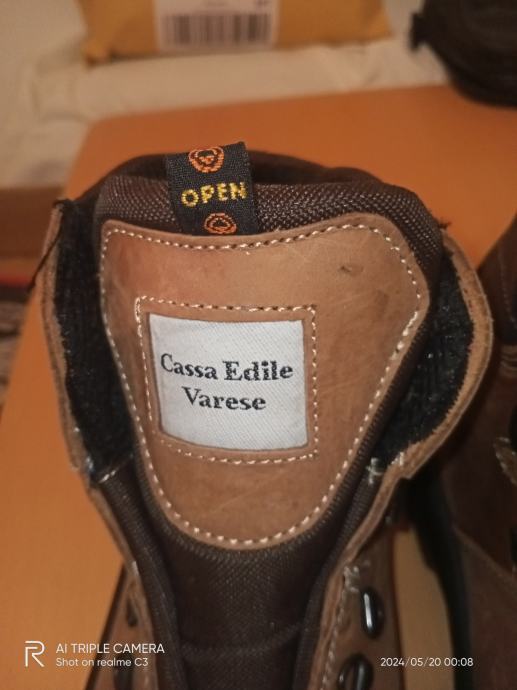 OPEN
Cassa Edile
Varese
AI TRIPLE CAMERA
Shot on realme C3
2024/05/20 00:08